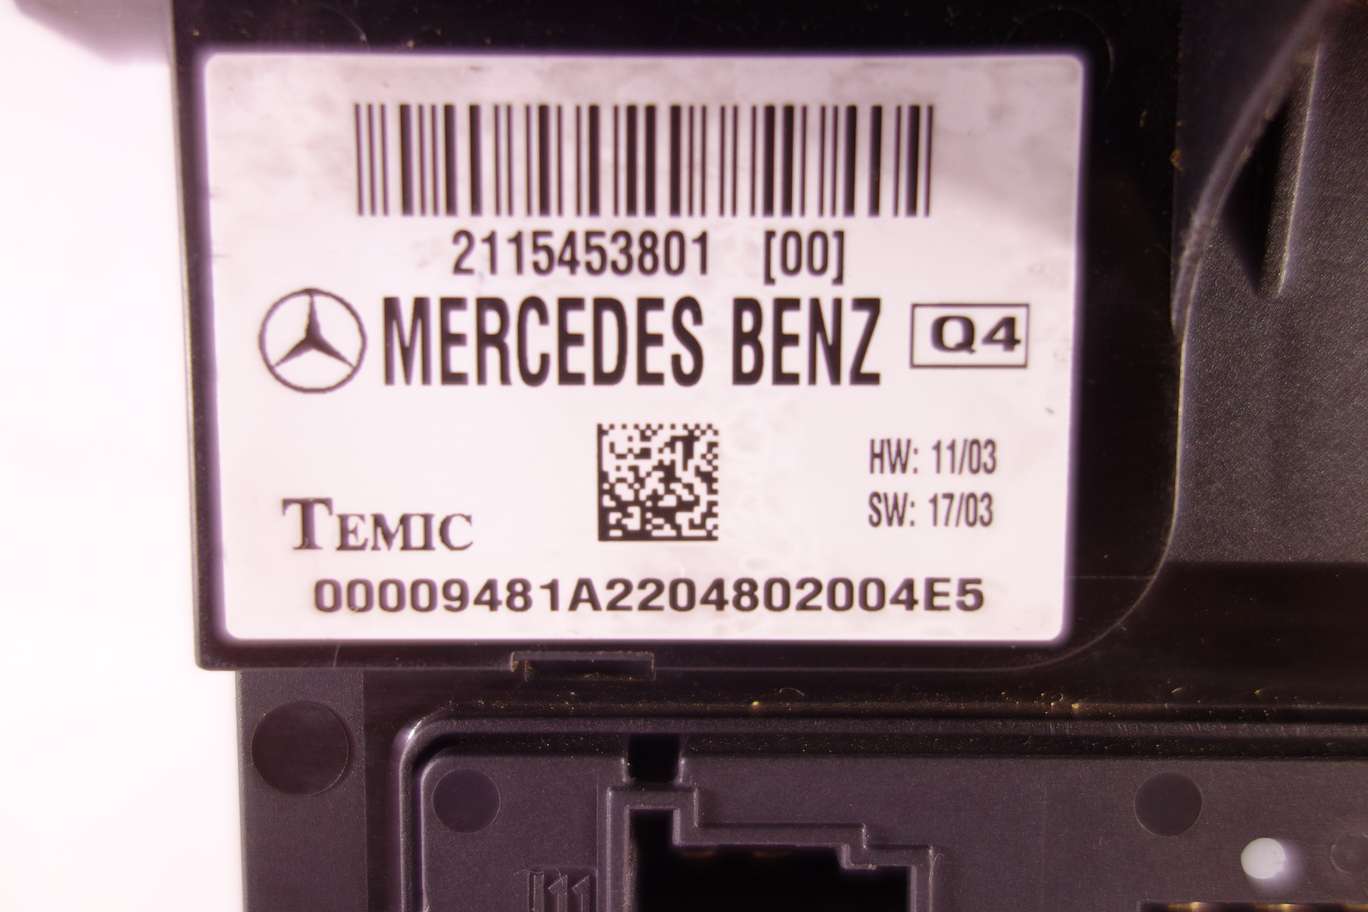 2115453801 [00]
MERCEDES BENZ Q4
HW: 11/03
SW: 17/03
TEMIC
00009481A2204802004E5